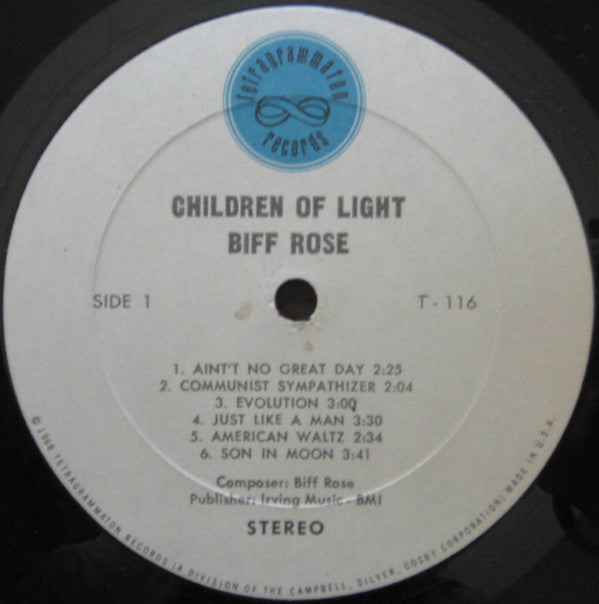 tetragrammaton
records
CHILDREN OF LIGHT
BIFF ROSE
SIDE 1
T - 116
1. AINT'T NO GREAT DAY 2:25
2. COMMUNIST SYMPATHIZER 2:04
3. EVOLUTION 3:00
4. JUST LIKE A MAN 3:30
5. AMERICAN WALTZ 2:34
6. SON IN MOON 3:41
Composer: Biff Rose
Publisher: Irving Music - BMI
STEREO
© 1968 TETRAGRAMMATON RECORDS (A DIVISION OF THE CAMPBELL, SILVER, COSBY CORPORATION) MADE IN U.S.A.